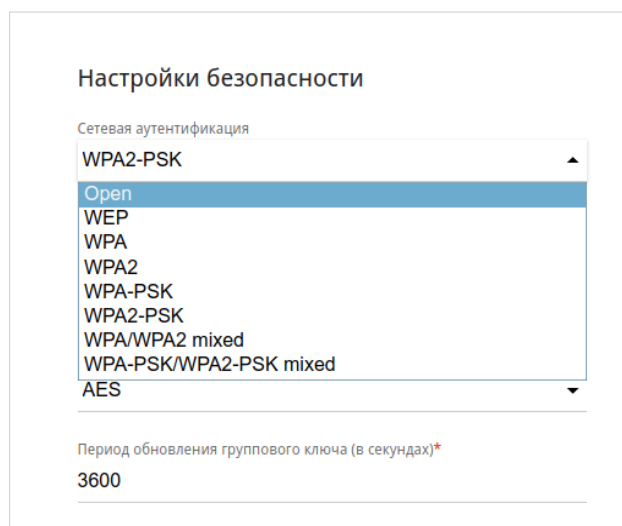 Настройки безопасности
Сетевая аутентификация
WPA2-PSK
Open
WEP
WPA
WPA2
WPA-PSK
WPA2-PSK
WPA/WPA2 mixed
WPA-PSK/WPA2-PSK mixed
AES
Период обновления группового ключа (в секундах)*
3600